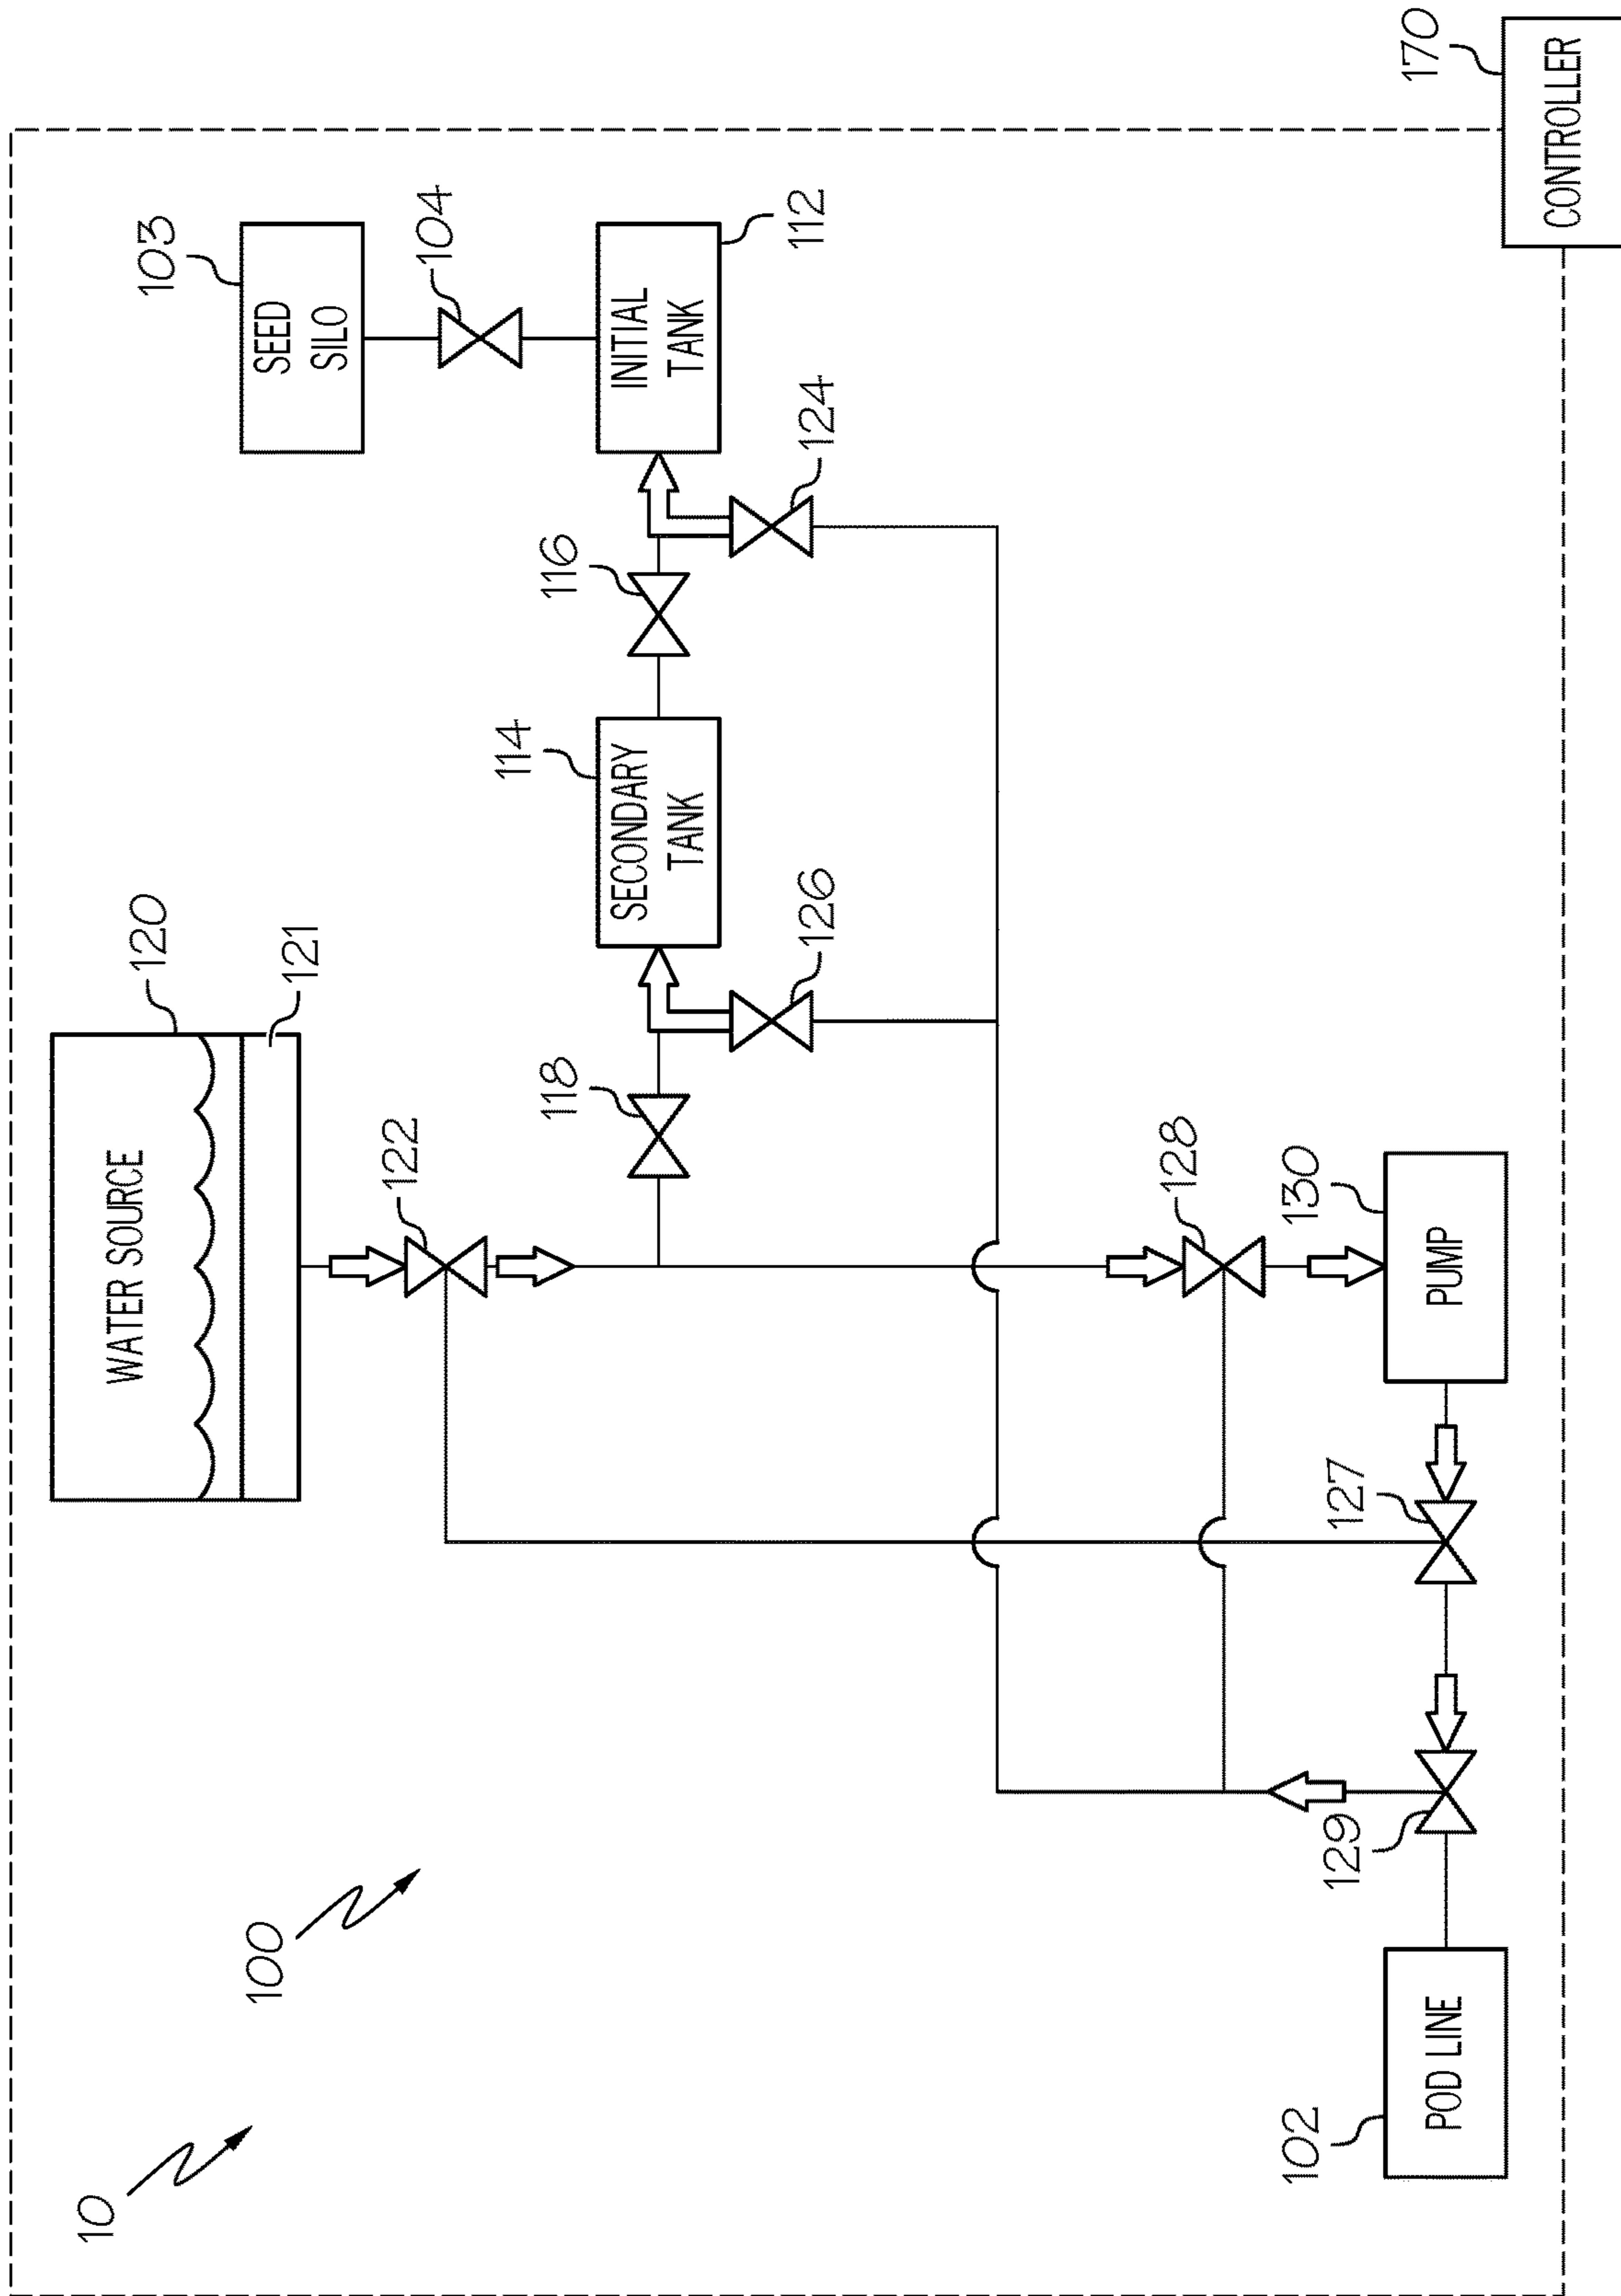 10
100
WATER SOURCE
120
121
122
SEED
SILO
103
104
INITIAL
TANK
112
116
124
SECONDARY
TANK
114
118
126
128
PUMP
130
127
129
POD LINE
102
CONTROLLER
170